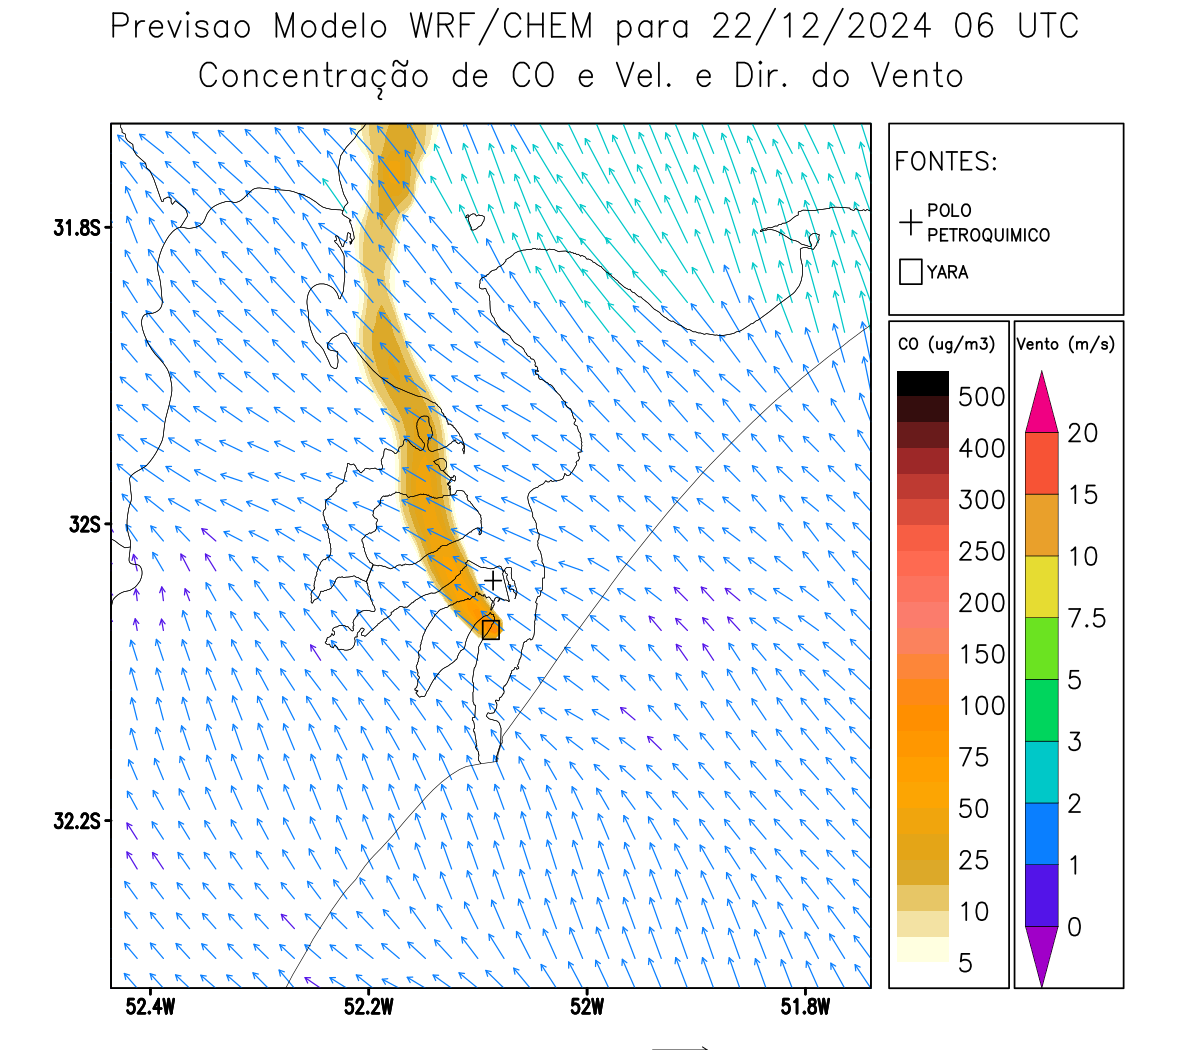 Previsao Modelo WRF/CHEM para 22/12/2024 06 UTC
Concentração de CO e Vel. e Dir. do Vento
FONTES:
POLO
PETROQUIMICO
YARA
31.8S
32S
32.2S
52.4W
52.2W
52W
51.8W
CO (ug/m3)
500
400
300
250
200
150
100
75
50
25
10
5
Vento (m/s)
20
15
10
7.5
5
3
2
1
0